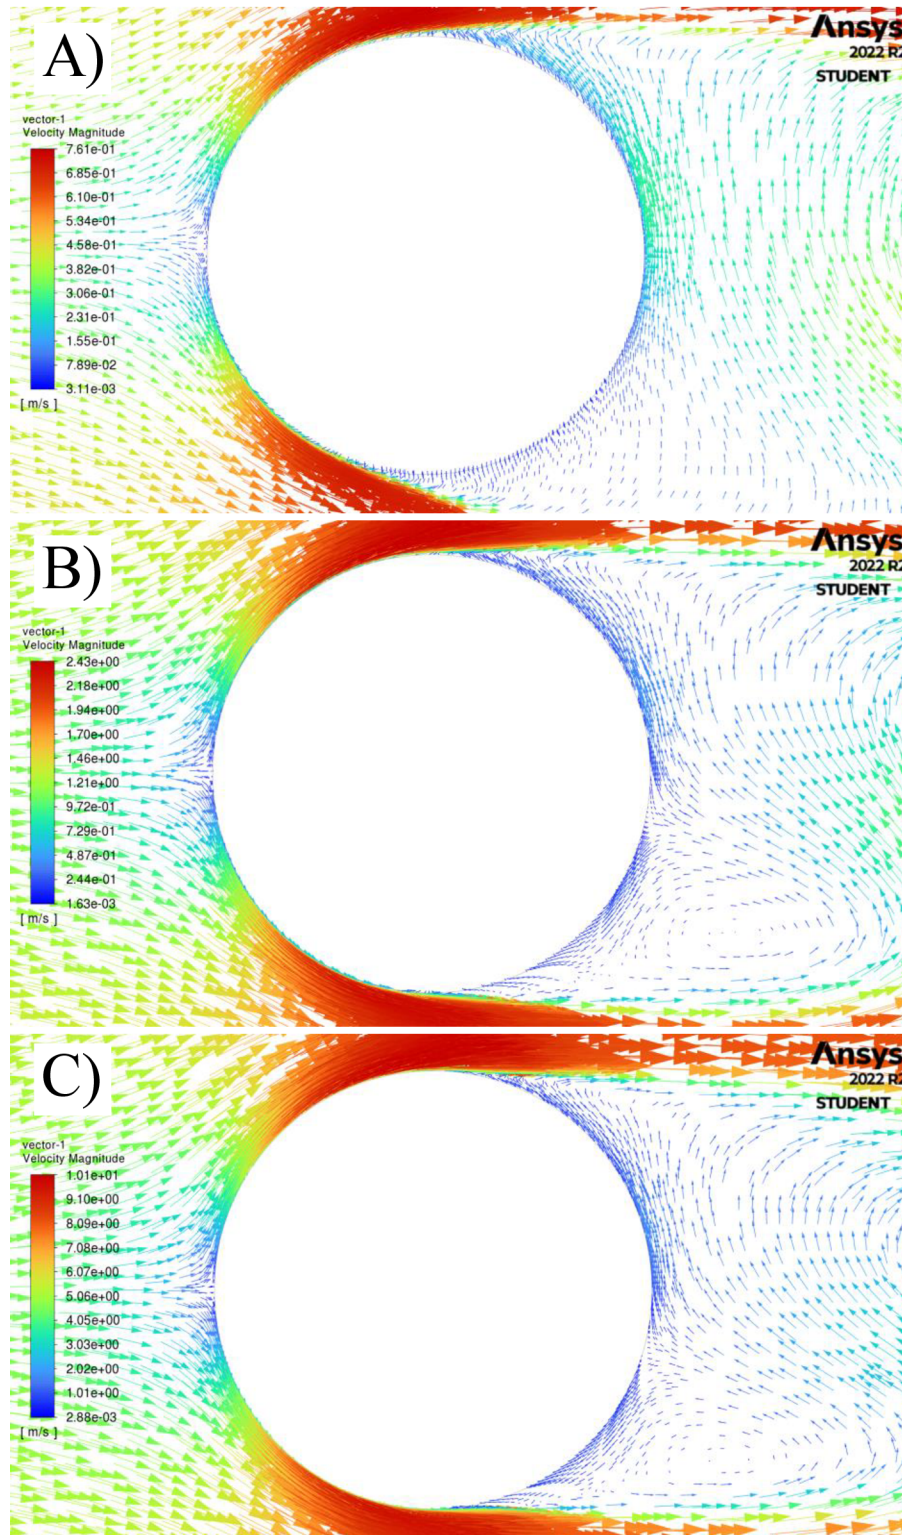 A)
Ansys
2022 R2
STUDENT
vector-1
Velocity Magnitude
7.61e-01
6.85e-01
6.10e-01
5.34e-01
4.58e-01
3.82e-01
3.06e-01
2.31e-01
1.55e-01
7.89e-02
3.11e-03
[ m/s ]
B)
Ansys
2022 R2
STUDENT
vector-1
Velocity Magnitude
2.43e+00
2.18e+00
1.94e+00
1.70e+00
1.46e+00
1.21e+00
9.72e-01
7.29e-01
4.87e-01
2.44e-01
1.63e-03
[ m/s ]
C)
Ansys
2022 R2
STUDENT
vector-1
Velocity Magnitude
1.01e+01
9.10e+00
8.09e+00
7.08e+00
6.07e+00
5.06e+00
4.05e+00
3.03e+00
2.02e+00
1.01e+00
2.88e-03
[ m/s ]